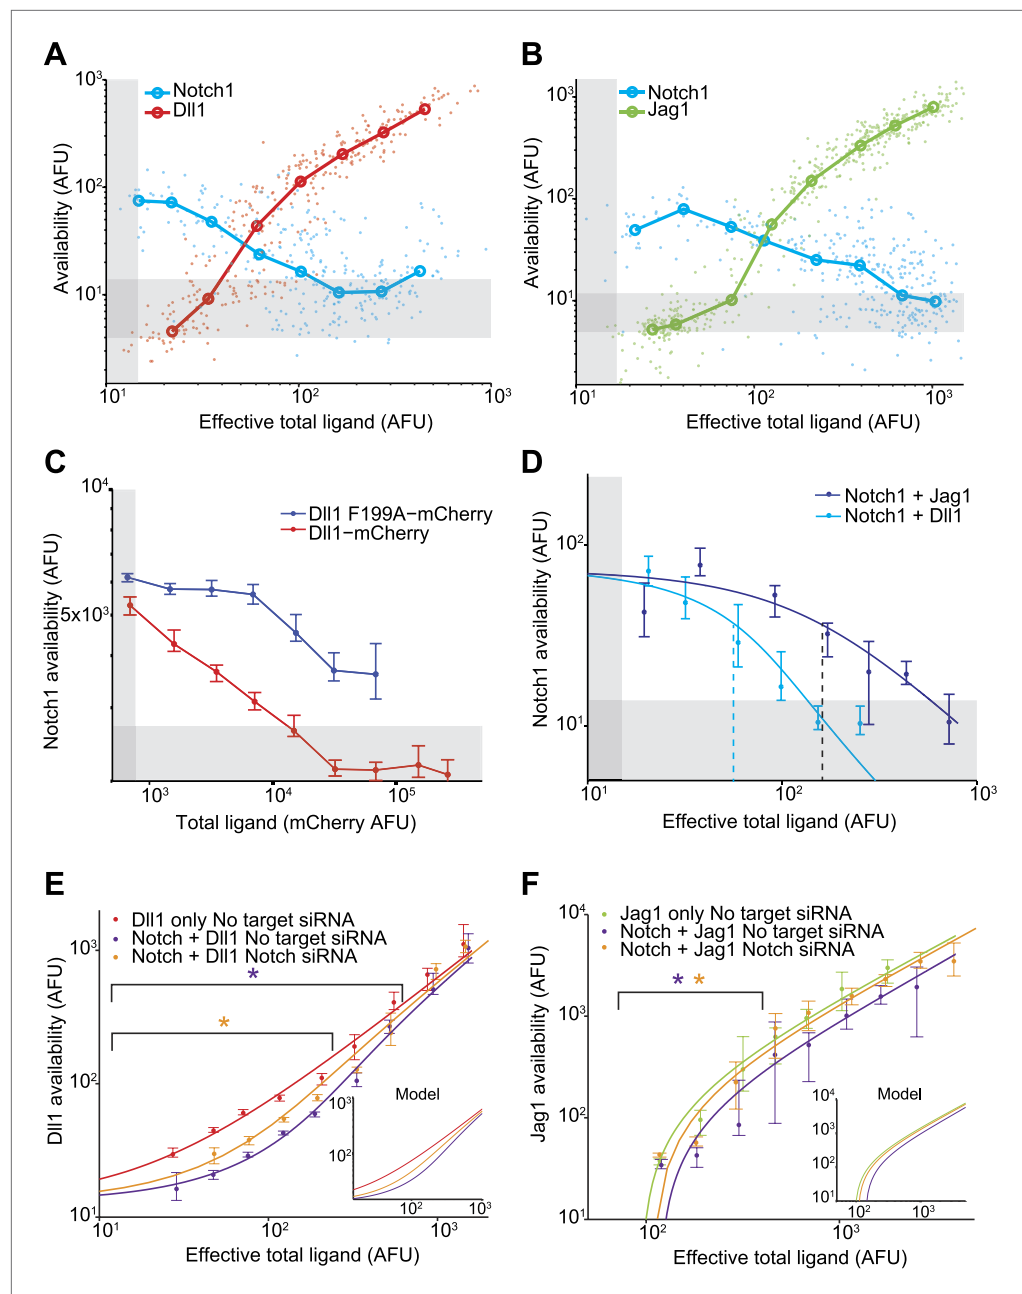 A
10³
10²
10¹
Availability (AFU)
Notch1
Dll1
10¹
10²
10³
Effective total ligand (AFU)
B
10³
10²
10¹
Availability (AFU)
Notch1
Jag1
10¹
10²
10³
Effective total ligand (AFU)
C
10⁴
5x10³
Notch1 availability (AFU)
Dll1 F199A−mCherry
Dll1−mCherry
10³
10⁴
10⁵
Total ligand (mCherry AFU)
D
10²
10¹
Notch1 availability (AFU)
Notch1 + Jag1
Notch1 + Dll1
10¹
10²
10³
Effective total ligand (AFU)
E
Dll1 only No target siRNA
Notch + Dll1 No target siRNA
Notch + Dll1 Notch siRNA
*
*
10³
10²
10¹
Dll1 availability (AFU)
Model
10³
10²
10²
10³
10¹
10²
10³
Effective total ligand (AFU)
F
Jag1 only No target siRNA
Notch + Jag1 No target siRNA
Notch + Jag1 Notch siRNA
* *
10⁴
10³
10²
10¹
Jag1 availability (AFU)
Model
10⁴
10³
10²
10¹
10²
10³
10²
10³
Effective total ligand (AFU)